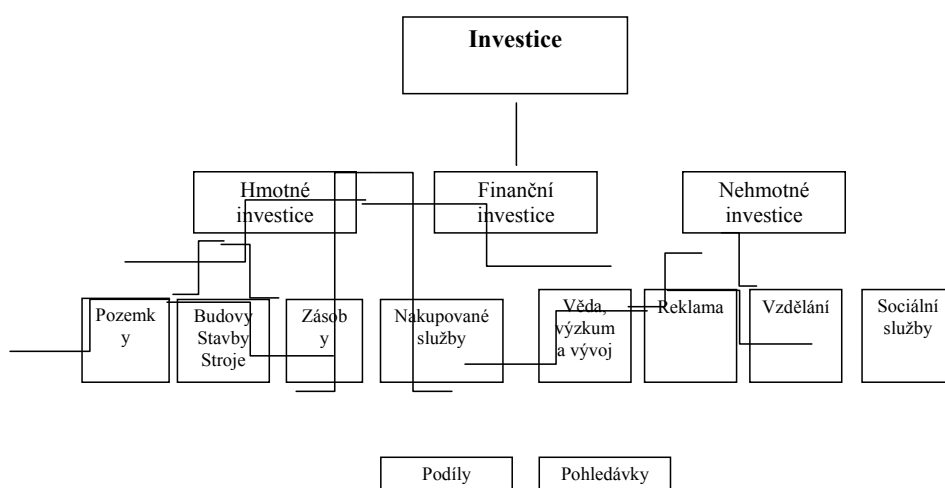 Investice
Hmotné
investice
Finanční
investice
Nehmotné
investice
Pozemk
y
Budovy
Stavby
Stroje
Zásob
y
Nakupované
služby
Věda,
výzkum
a vývoj
Reklama
Vzdělání
Sociální
služby
Podíly
Pohledávky